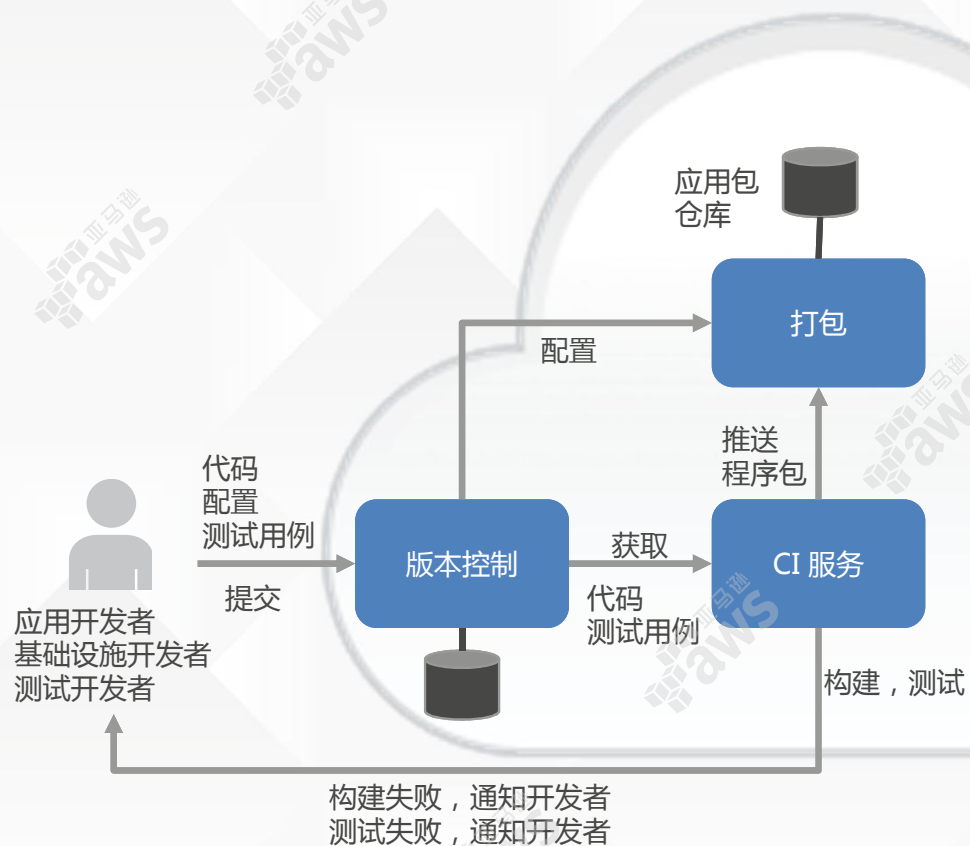 应用包
仓库
打包
配置
推送
程序包
代码
配置
测试用例
提交
版本控制
获取
代码
测试用例
CI 服务
应用开发者
基础设施开发者
测试开发者
构建，测试
构建失败，通知开发者
测试失败，通知开发者
亚马逊
aws
亚马逊
aws
亚马逊
aws
亚马逊
aws